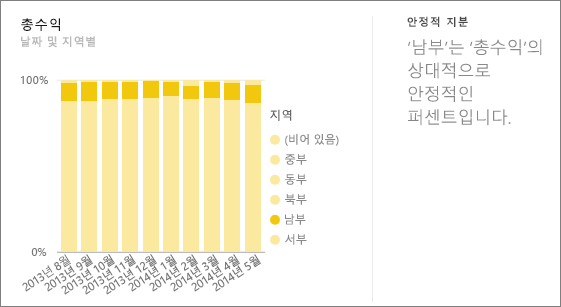 총수익
날짜 및 지역별
100%
0%
2013년 8월
2013년 9월
2013년 10월
2013년 11월
2013년 12월
2014년 1월
2014년 2월
2014년 3월
2014년 4월
2014년 5월
지역
(비어 있음)
중부
동부
북부
남부
서부
안정적 지분
‘남부’는 ‘총수익’의
상대적으로
안정적인
퍼센트입니다.